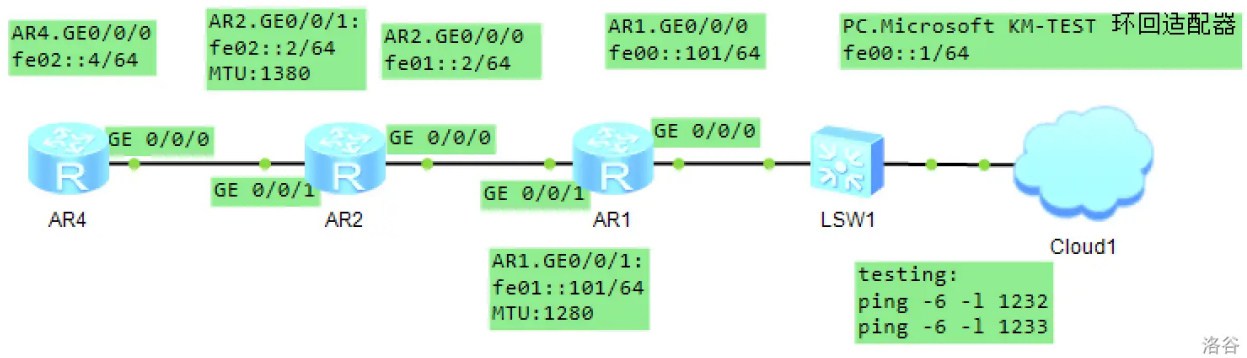 AR4.GE0/0/0
fe02::4/64
AR2.GE0/0/1:
fe02::2/64
MTU:1380
AR2.GE0/0/0
fe01::2/64
AR1.GE0/0/0
fe00::101/64
PC.Microsoft KM-TEST 环回适配器
fe00::1/64
GE 0/0/0
GE 0/0/0
GE 0/0/0
GE 0/0/1
GE 0/0/1
R
R
R
AR4
AR2
AR1
LSW1
Cloud1
AR1.GE0/0/1:
fe01::101/64
MTU:1280
testing:
ping -6 -l 1232
ping -6 -l 1233
洛谷